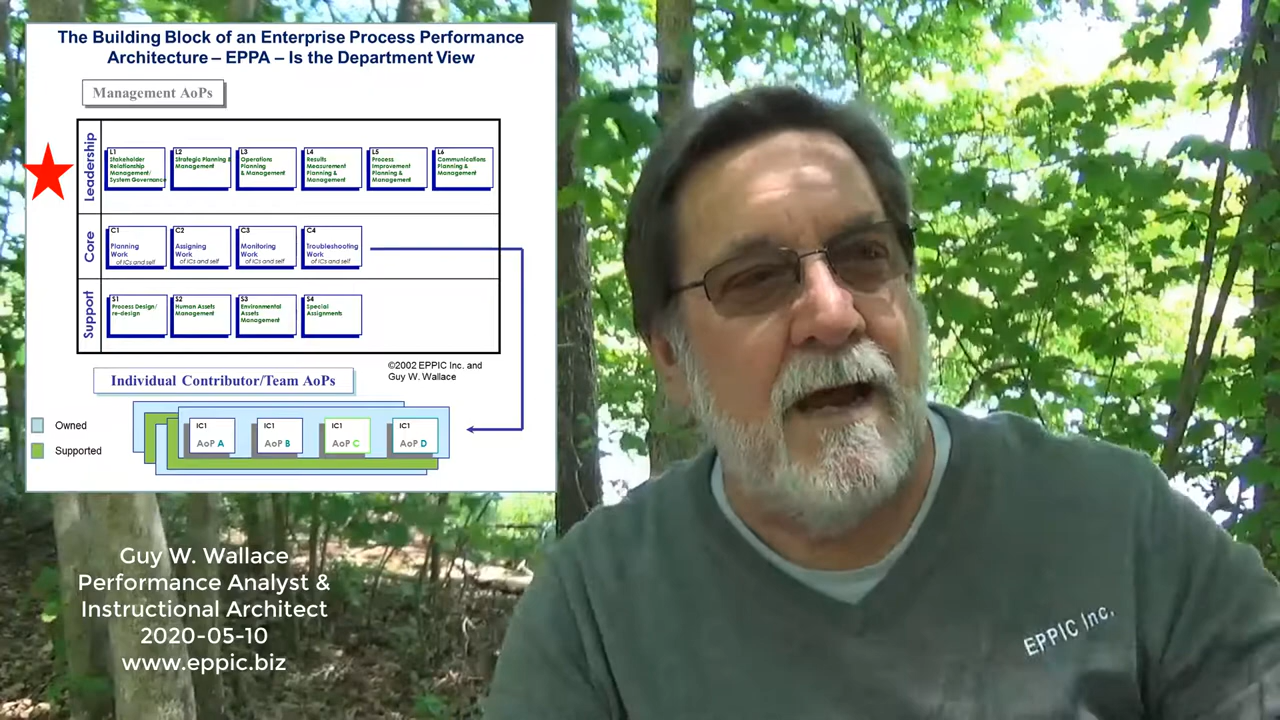 The Building Block of an Enterprise Process Performance
Architecture – EPPA – Is the Department View
Management AoPs
Leadership
L1
Stakeholder
Relationship
Management/
System Governance
L2
Strategic Planning &
Management
L3
Operations
Planning
& Management
L4
Results
Measurement
Planning &
Management
L5
Process
Improvement
Planning &
Management
L6
Communications
Planning &
Management
Core
C1
Planning
Work
of ICs and self
C2
Assigning
Work
of ICs and self
C3
Monitoring
Work
of ICs and self
C4
Troubleshooting
Work
of ICs and self
Support
S1
Process Design/
re-design
S2
Human Assets
Management
S3
Environmental
Assets
Management
S4
Special
Assignments
©2002 EPPIC Inc. and
Guy W. Wallace
Individual Contributor/Team AoPs
Owned
Supported
IC1
AoP A
IC1
AoP B
IC1
AoP C
IC1
AoP D
Guy W. Wallace
Performance Analyst &
Instructional Architect
2020-05-10
www.eppic.biz
EPPIC Inc.